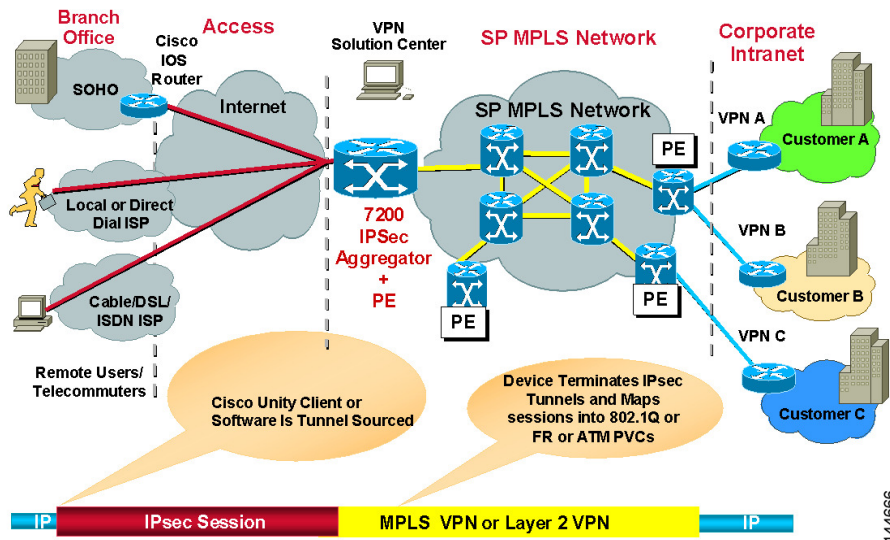 Branch
Office
Access
VPN
Solution Center
SP MPLS Network
Corporate
Intranet
Cisco
IOS
Router
SOHO
Internet
SP MPLS Network
VPN A
Customer A
PE
Local or Direct
Dial ISP
7200
IPSec
Aggregator
+
PE
VPN B
Customer B
PE
PE
Cable/DSL/
ISDN ISP
VPN C
Customer C
Remote Users/
Telecommuters
Cisco Unity Client or
Software Is Tunnel Sourced
Device Terminates IPsec
Tunnels and Maps
sessions into 802.1Q or
FR or ATM PVCs
IP
IPsec Session
MPLS VPN or Layer 2 VPN
IP
144666